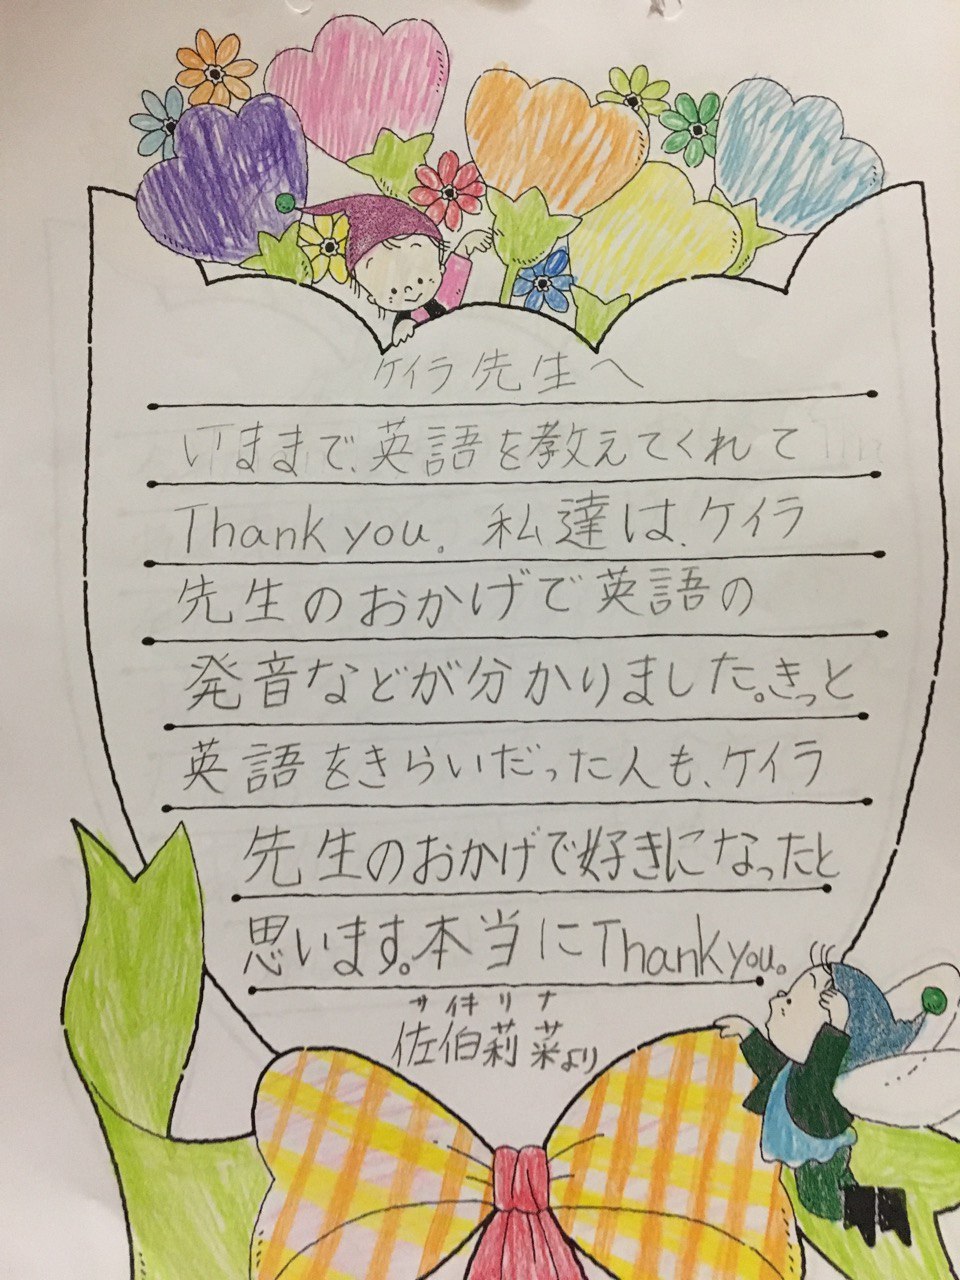 ケイラ先生へ
いままで、英語を教えてくれて
Thank you。私達は、ケイラ
先生のおかげで英語の
発音などが分かりました。きっと
英語をきらいだった人も、ケイラ
先生のおかげで好きになったと
思います。本当にThank you。
サイキリナ
佐伯莉菜より